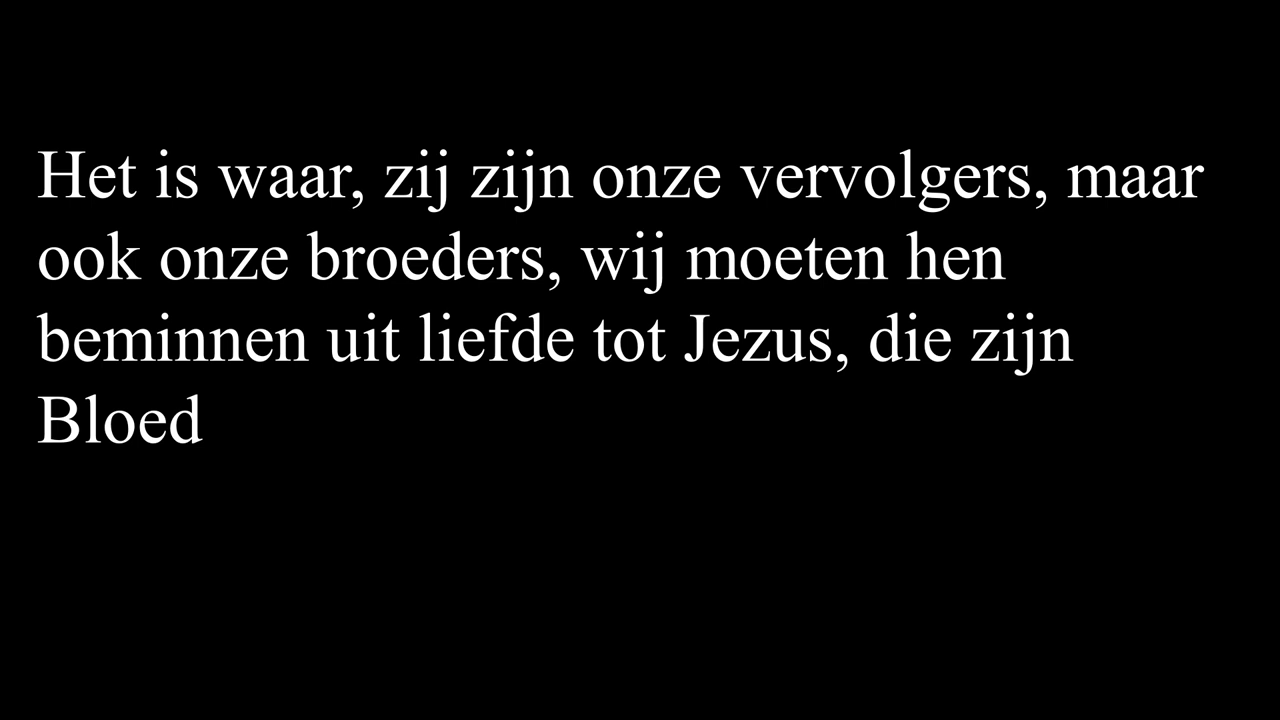 Het is waar, zij zijn onze vervolgers, maar
ook onze broeders, wij moeten hen
beminnen uit liefde tot Jezus, die zijn
Bloed